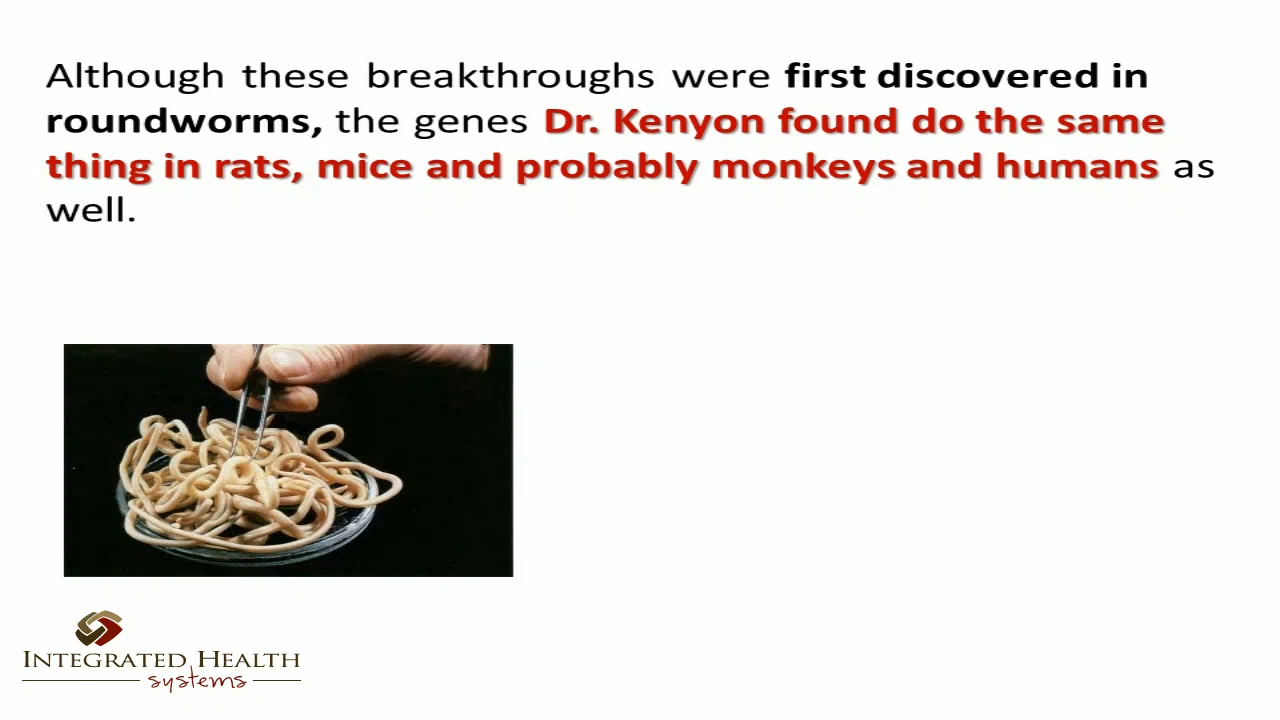 Although these breakthroughs were first discovered in
roundworms, the genes Dr. Kenyon found do the same
thing in rats, mice and probably monkeys and humans as
well.
INTEGRATED HEALTH
systems